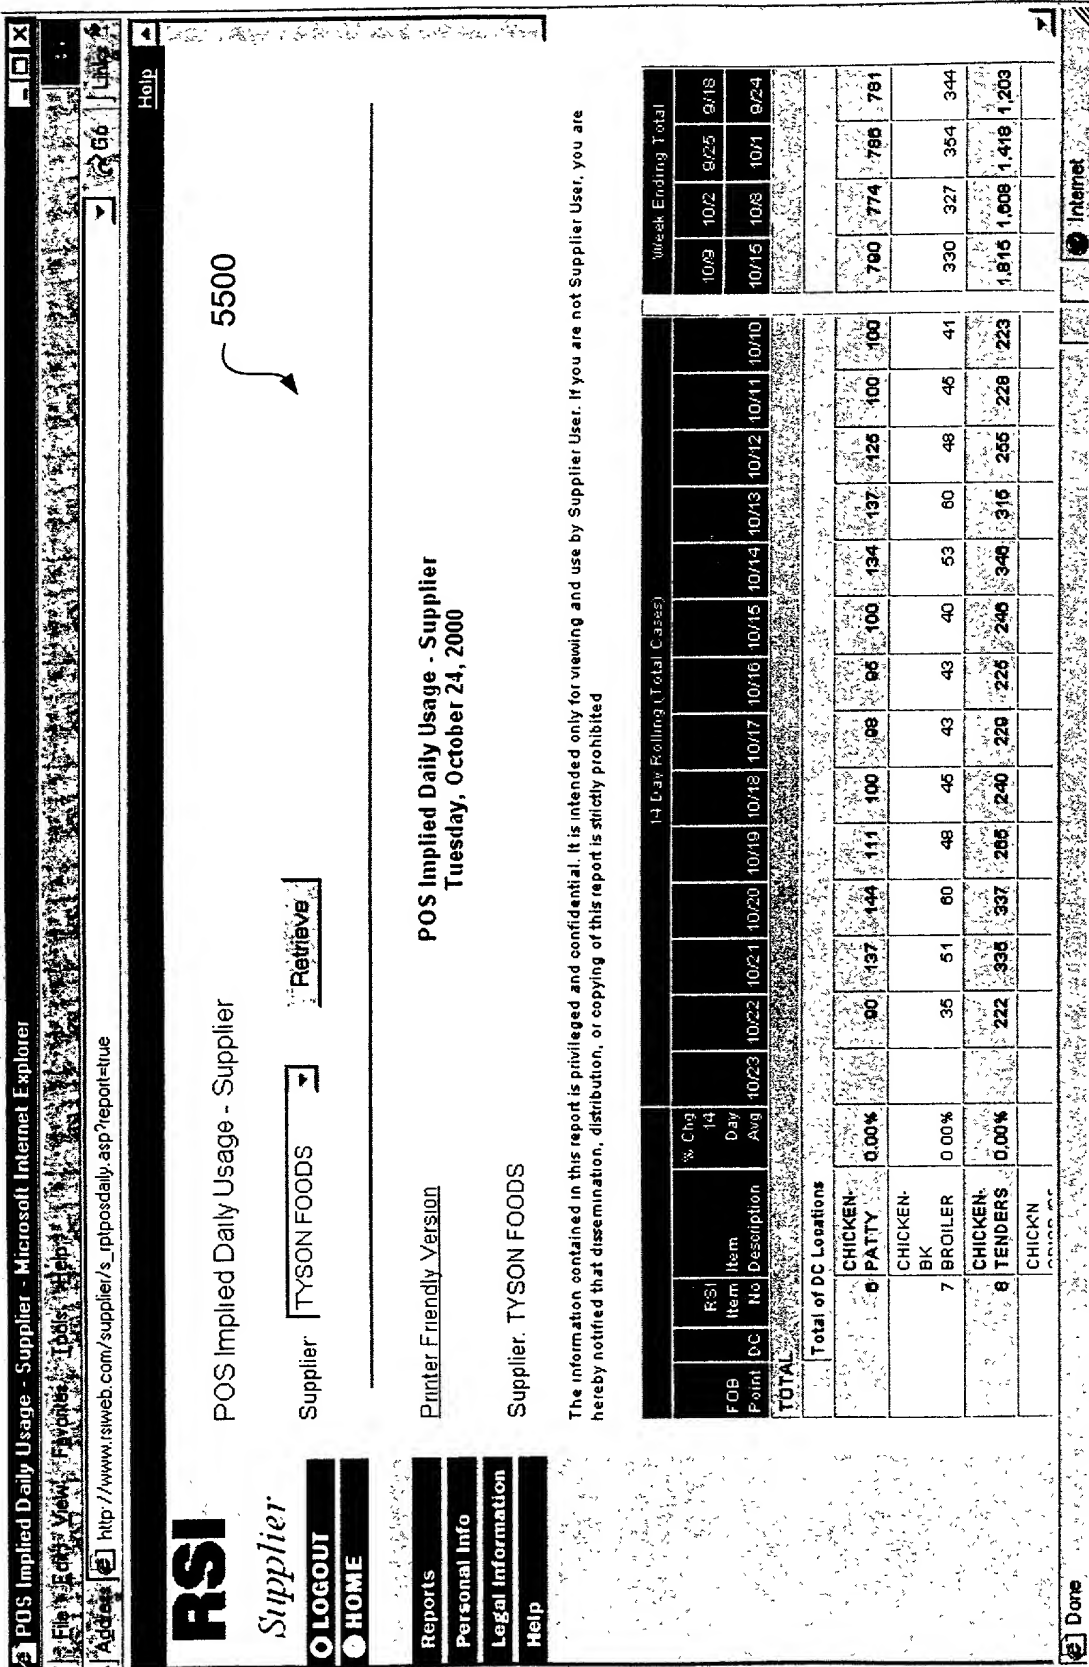 POS Implied Daily Usage - Supplier - Microsoft Internet Explorer
File Edit View Favorites Tools Help
Address http://www.rsiweb.com/supplier/s_rptposdaily.asp?report=true Go Links
Help
RSI
Supplier
LOGOUT
HOME
Reports
Personal Info
Legal Information
Help
POS Implied Daily Usage - Supplier
5500
Supplier TYSON FOODS Retrieve
Printer Friendly Version
POS Implied Daily Usage - Supplier
Tuesday, October 24, 2000
Supplier. TYSON FOODS
The information contained in this report is privileged and confidential. It is intended only for viewing and use by Supplier User. If you are not Supplier User, you are
hereby notified that dissemination, distribution, or copying of this report is strictly prohibited
14 Day Rolling (Total Cases) Week Ending Total
% Chg 10/9 10/2 9/25 9/18
RSI 14
FOB Item Item Day
Point DC No Description Avg 10/23 10/22 10/21 10/20 10/19 10/18 10/17 10/16 10/15 10/14 10/13 10/12 10/11 10/10 10/15 10/8 10/1 9/24
TOTAL
Total of DC Locations
CHICKEN-
6 PATTY 0.00% 90 137 144 111 100 98 95 100 134 137 125 100 100 790 774 786 781
CHICKEN-
BK
7 BROILER 0 00% 35 51 60 48 45 43 43 40 53 60 48 45 41 330 327 354 344
CHICKEN-
8 TENDERS 0.00% 222 335 337 265 240 229 225 246 346 315 255 228 223 1,815 1,608 1,418 1,203
CHICK'N
Done Internet